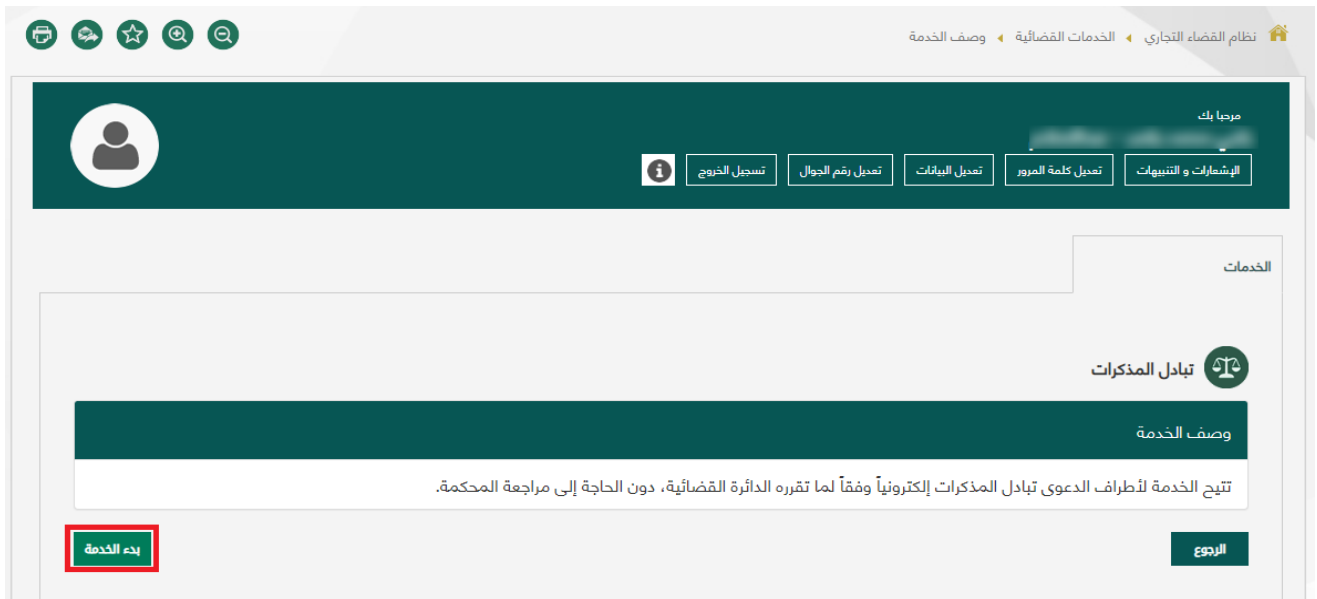 نظام القضاء التجاري الخدمات القضائية وصف الخدمة
مرحبا بك
الإشعارات و التنبيهات تعديل كلمة المرور تعديل البيانات تعديل رقم الجوال تسجيل الخروج
الخدمات
تبادل المذكرات
وصف الخدمة
تتيح الخدمة لأطراف الدعوى تبادل المذكرات إلكترونياً وفقاً لما تقرره الدائرة القضائية، دون الحاجة إلى مراجعة المحكمة.
الرجوع بدء الخدمة